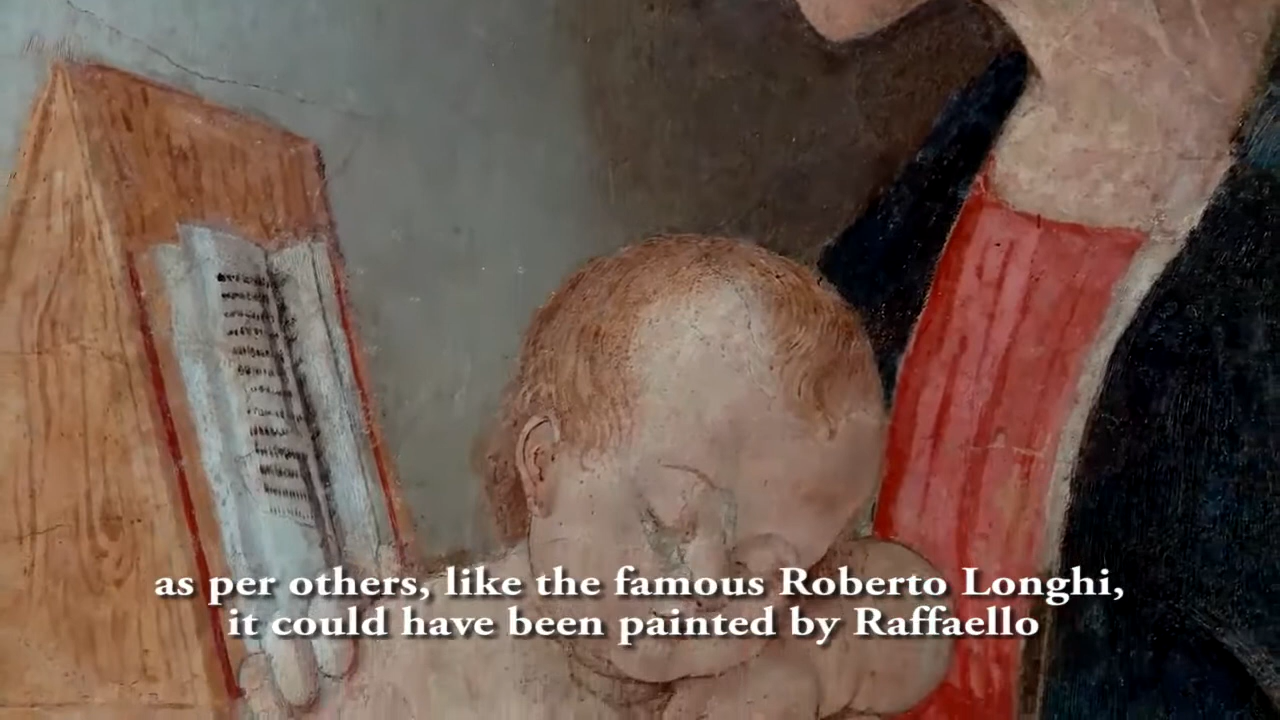 as per others, like the famous Roberto Longhi,
it could have been painted by Raffaello